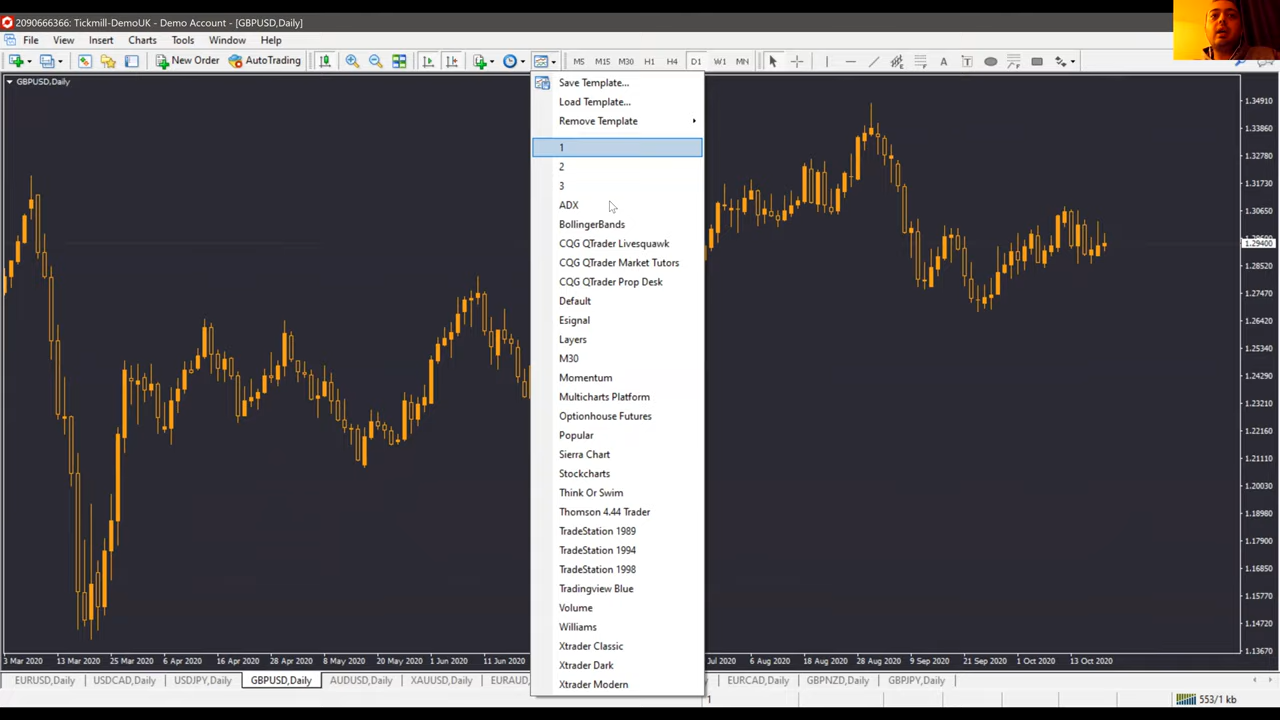 2090666366: Tickmill-DemoUK - Demo Account - [GBPUSD,Daily]
File View Insert Charts Tools Window Help
New Order AutoTrading M5 M15 M30 H1 H4 D1 W1 MN A
GBPUSD,Daily
Save Template...
Load Template...
Remove Template
1
2
3
ADX
BollingerBands
CQG QTrader Livesquawk
CQG QTrader Market Tutors
CQG QTrader Prop Desk
Default
Esignal
Layers
M30
Momentum
Multicharts Platform
Optionhouse Futures
Popular
Sierra Chart
Stockcharts
Think Or Swim
Thomson 4.44 Trader
TradeStation 1989
TradeStation 1994
TradeStation 1998
Tradingview Blue
Volume
Williams
Xtrader Classic
Xtrader Dark
Xtrader Modern
1.34910
1.33860
1.32780
1.31730
1.30650
1.29400
1.28520
1.27470
1.26420
1.25340
1.24290
1.23210
1.22160
1.21110
1.20030
1.18980
1.17900
1.16850
1.15770
1.14720
1.13670
3 Mar 2020 13 Mar 2020 25 Mar 2020 6 Apr 2020 16 Apr 2020 28 Apr 2020 8 May 2020 20 May 2020 1 Jun 2020 11 Jun 2020 Jul 2020 6 Aug 2020 18 Aug 2020 28 Aug 2020 9 Sep 2020 21 Sep 2020 1 Oct 2020 13 Oct 2020
EURUSD,Daily USDCAD,Daily USDJPY,Daily GBPUSD,Daily AUDUSD,Daily XAUUSD,Daily EURAUD, EURCAD,Daily GBPNZD,Daily GBPJPY,Daily
1 553/1 kb